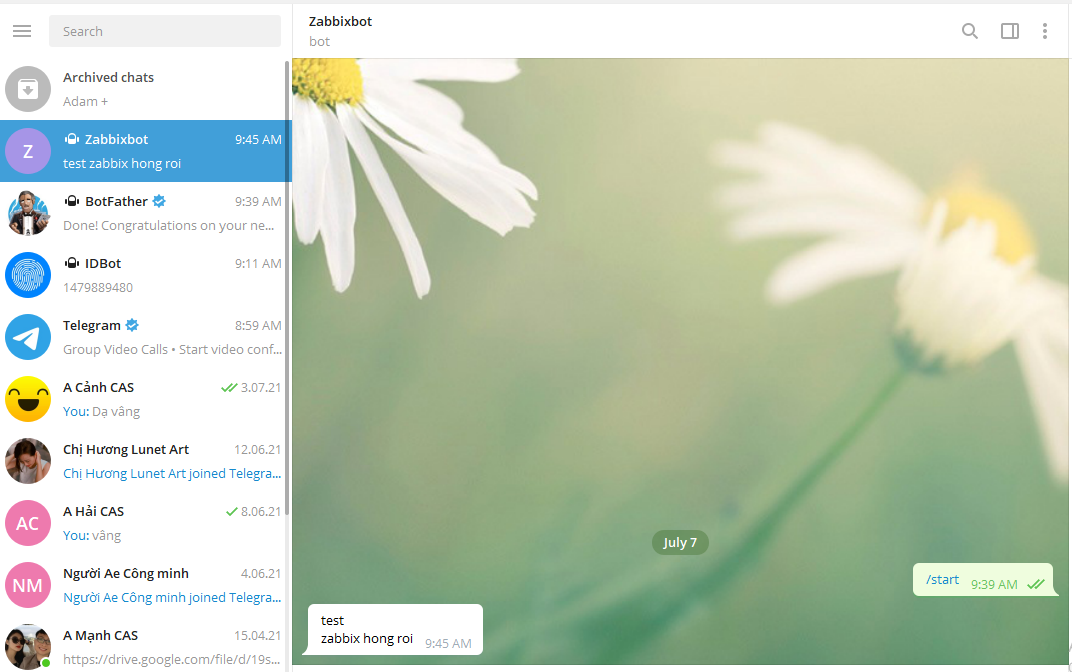 Search
Archived chats
Adam +
Z
Zabbixbot
9:45 AM
test zabbix hong roi
BotFather
9:39 AM
Done! Congratulations on your ne...
IDBot
9:11 AM
1479889480
Telegram
8:59 AM
Group Video Calls • Start video conf...
A Cảnh CAS
3.07.21
You: Dạ vâng
Chị Hương Lunet Art
12.06.21
Chị Hương Lunet Art joined Telegra...
AC
A Hải CAS
8.06.21
You: vâng
NM
Người Ae Công minh
4.06.21
Người Ae Công minh joined Telegra...
A Mạnh CAS
15.04.21
https://drive.google.com/file/d/19s...
Zabbixbot
bot
July 7
/start
9:39 AM
test
zabbix hong roi
9:45 AM